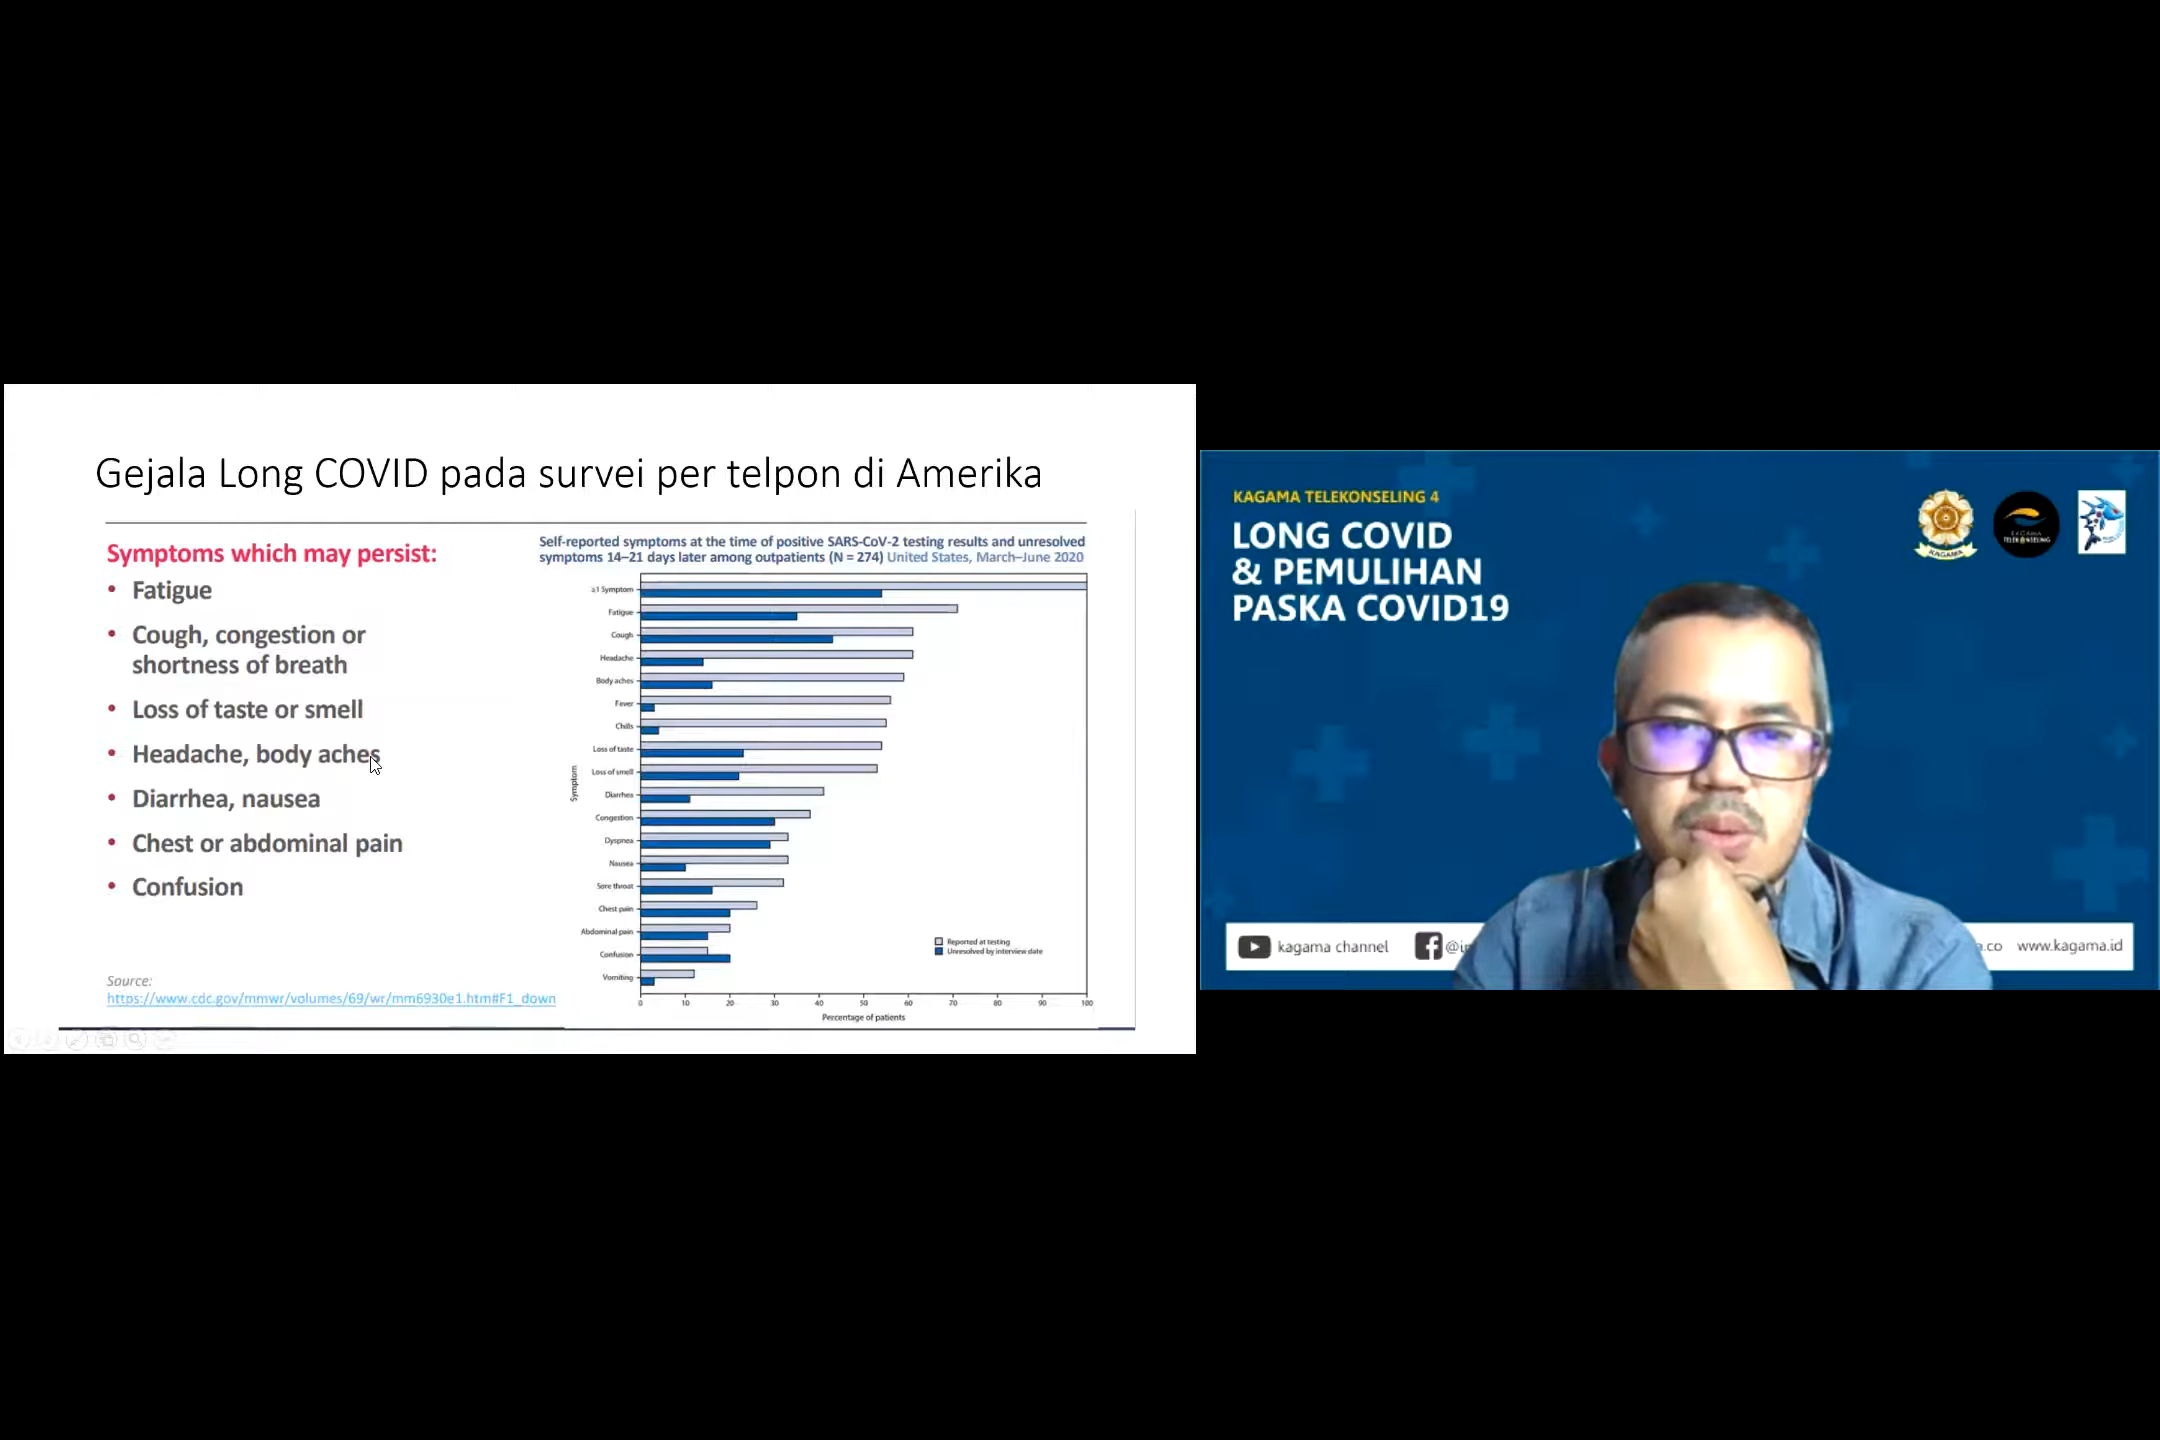 Gejala Long COVID pada survei per telpon di Amerika
Symptoms which may persist:
• Fatigue
• Cough, congestion or
shortness of breath
• Loss of taste or smell
• Headache, body aches
• Diarrhea, nausea
• Chest or abdominal pain
• Confusion
Source:
https://www.cdc.gov/mmwr/volumes/69/wr/mm6930e1.htm#F1_down
Self-reported symptoms at the time of positive SARS-CoV-2 testing results and unresolved
symptoms 14–21 days later among outpatients (N = 274) United States, March–June 2020
Symptom
≥1 Symptom
Fatigue
Cough
Headache
Body aches
Fever
Chills
Loss of taste
Loss of smell
Diarrhea
Congestion
Dyspnea
Nausea
Sore throat
Chest pain
Abdominal pain
Confusion
Vomiting
Reported at testing
Unresolved by interview date
0 10 20 30 40 50 60 70 80 90 100
Percentage of patients
KAGAMA TELEKONSELING 4
LONG COVID
& PEMULIHAN
PASKA COVID19
KAGAMA
KAGAMA
TELEKONSELING
kagama channel
www.kagama.id